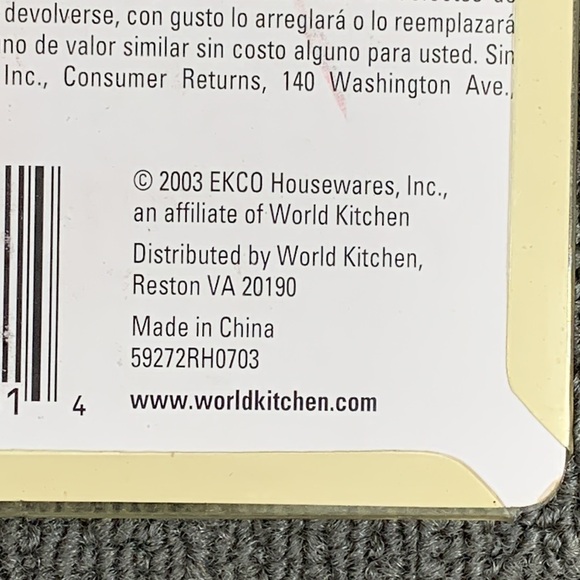 devolverse, con gusto lo arreglará o lo reemplazará
no de valor similar sin costo alguno para usted. Sin
Inc., Consumer Returns, 140 Washington Ave.,
© 2003 EKCO Housewares, Inc.,
an affiliate of World Kitchen
Distributed by World Kitchen,
Reston VA 20190
Made in China
59272RH0703
1 4
www.worldkitchen.com